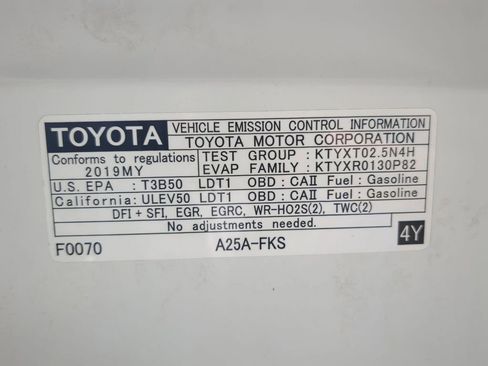 TOYOTA VEHICLE EMISSION CONTROL INFORMATION
TOYOTA MOTOR CORPORATION
Conforms to regulations
2019MY
TEST GROUP : KTYXT02.5N4H
EVAP FAMILY : KTYXR0130P82
U.S. EPA : T3B50 LDT1 OBD : CAII Fuel : Gasoline
California: ULEV50 LDT1 OBD : CAII Fuel : Gasoline
DFI + SFI, EGR, EGRC, WR-HO2S(2), TWC(2)
No adjustments needed.
F0070 A25A-FKS 4Y